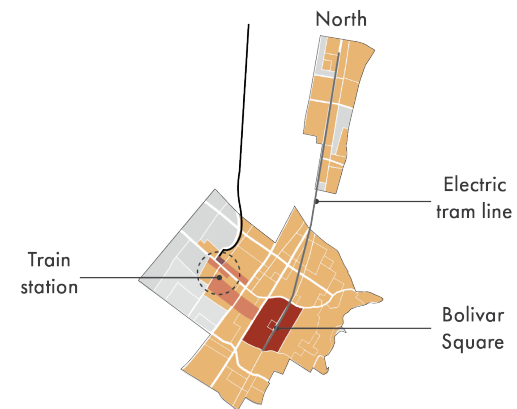 North
Electric
tram line
Train
station
Bolivar
Square